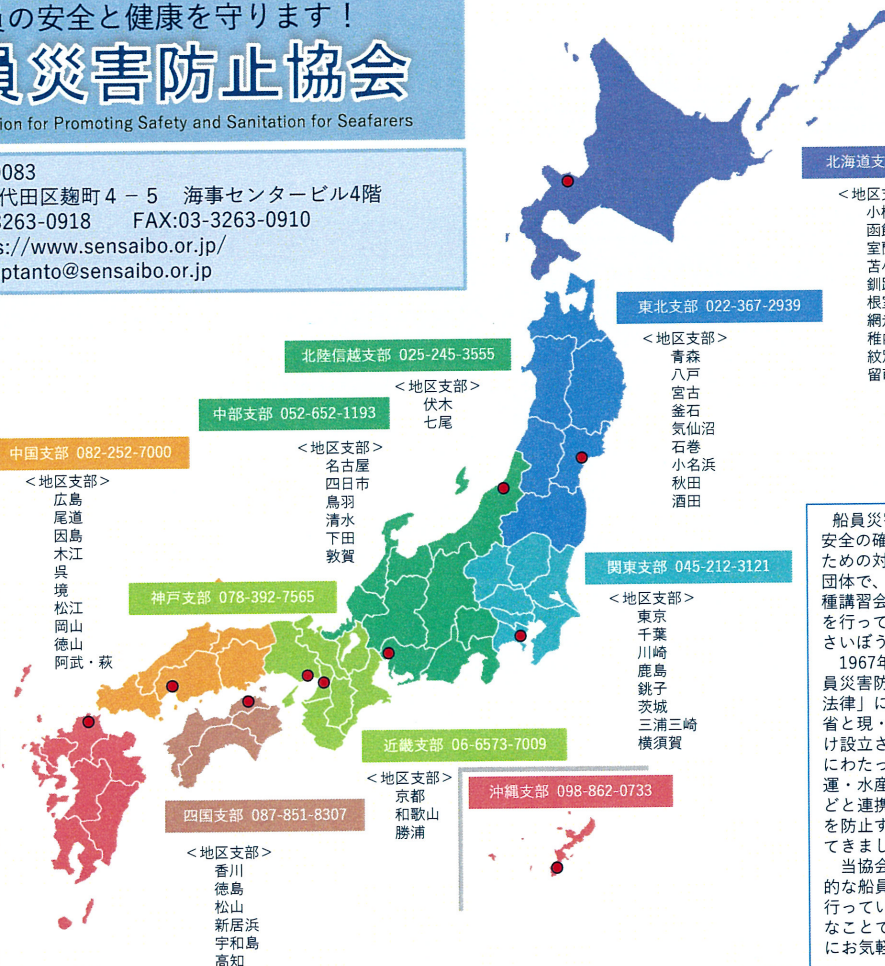 の安全と健康を守ります！
員災害防止協会
ion for Promoting Safety and Sanitation for Seafarers
083
代田区麹町４－５　海事センタービル4階
263-0918　FAX:03-3263-0910
s://www.sensaibo.or.jp/
ptanto@sensaibo.or.jp
北海道支
＜地区支
小
函
室
苫
釧
根
網
稚
紋
留
東北支部 022-367-2939
＜地区支部＞
青森
八戸
宮古
釜石
気仙沼
石巻
小名浜
秋田
酒田
北陸信越支部 025-245-3555
＜地区支部＞
伏木
七尾
中部支部 052-652-1193
＜地区支部＞
名古屋
四日市
鳥羽
清水
下田
敦賀
中国支部 082-252-7000
＜地区支部＞
広島
尾道
因島
木江
呉
境
松江
岡山
徳山
阿武・萩
神戸支部 078-392-7565
関東支部 045-212-3121
＜地区支部＞
東京
千葉
川崎
鹿島
銚子
茨城
三浦三崎
横須賀
近畿支部 06-6573-7009
＜地区支部＞
京都
和歌山
勝浦
沖縄支部 098-862-0733
四国支部 087-851-8307
＜地区支部＞
香川
徳島
松山
新居浜
宇和島
高知
船員災
安全の確
ための対
団体で、
種講習会
を行って
さいぼう
1967年
員災害防
法律」に
省と現・
け設立さ
にわたっ
運・水産
どと連携
を防止す
てきまし
当協会
的な船員
行ってい
なことで
にお気軽